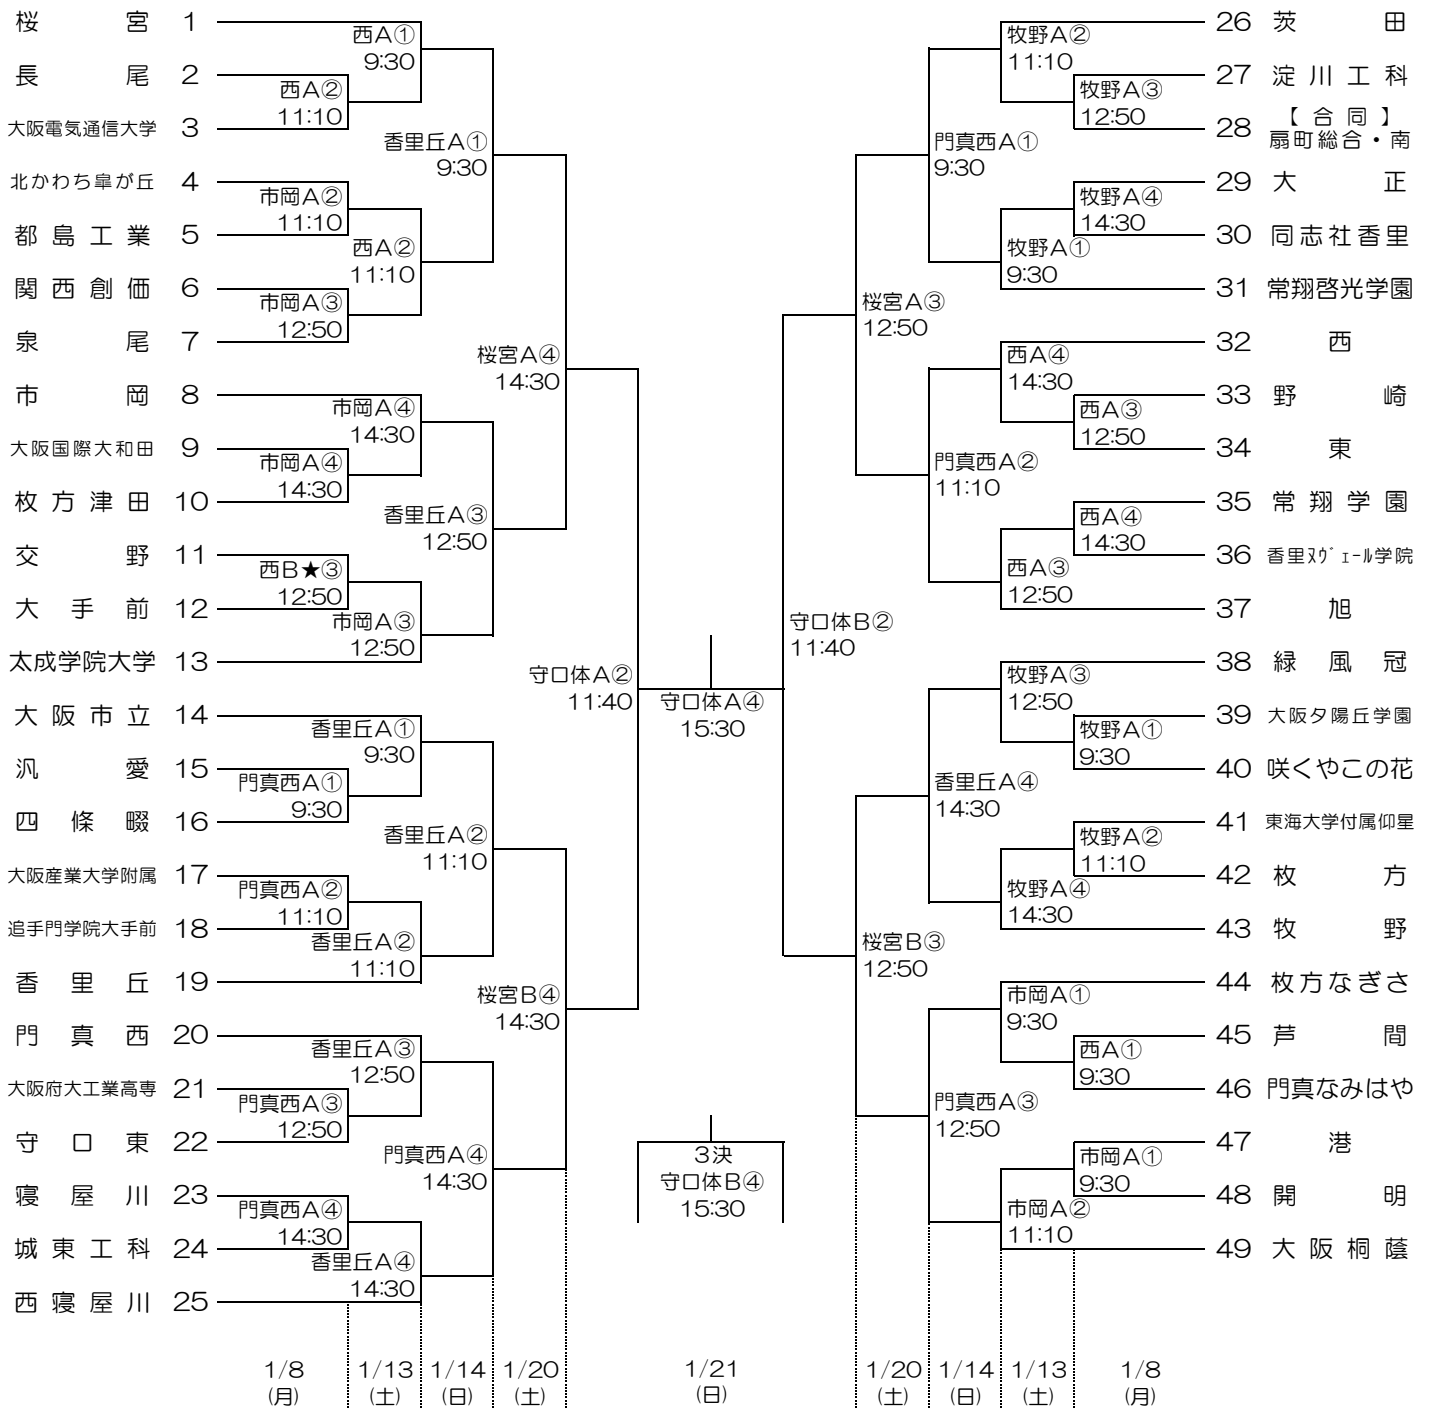 桜宮 1
長尾 2
大阪電気通信大学 3
北かわち皐が丘 4
都島工業 5
関西創価 6
泉尾 7
市岡 8
大阪国際大和田 9
枚方津田 10
交野 11
大手前 12
太成学院大学 13
大阪市立 14
汎愛 15
四條畷 16
大阪産業大学附属 17
追手門学院大手前 18
香里丘 19
門真西 20
大阪府大工業高専 21
守口東 22
寝屋川 23
城東工科 24
西寝屋川 25
西A②
11:10
市岡A②
11:10
市岡A③
12:50
市岡A④
14:30
西B★③
12:50
門真西A①
9:30
門真西A②
11:10
門真西A③
12:50
門真西A④
14:30
西A①
9:30
西A②
11:10
市岡A④
14:30
市岡A③
12:50
香里丘A①
9:30
香里丘A②
11:10
香里丘A③
12:50
香里丘A④
14:30
香里丘A①
9:30
香里丘A③
12:50
香里丘A②
11:10
門真西A④
14:30
桜宮A④
14:30
桜宮B④
14:30
守口体A②
11:40
守口体A④
15:30
3決
守口体B④
15:30
守口体B②
11:40
桜宮A③
12:50
桜宮B③
12:50
門真西A①
9:30
門真西A②
11:10
香里丘A④
14:30
門真西A③
12:50
牧野A②
11:10
牧野A①
9:30
西A④
14:30
西A③
12:50
牧野A③
12:50
牧野A④
14:30
市岡A①
9:30
市岡A②
11:10
牧野A③
12:50
牧野A④
14:30
西A③
12:50
西A④
14:30
牧野A①
9:30
牧野A②
11:10
西A①
9:30
市岡A①
9:30
26 茨田
27 淀川工科
28 【合同】
扇町総合・南
29 大正
30 同志社香里
31 常翔啓光学園
32 西
33 野崎
34 東
35 常翔学園
36 香里ヌヴェール学院
37 旭
38 緑風冠
39 大阪夕陽丘学園
40 咲くやこの花
41 東海大学付属仰星
42 枚方
43 牧野
44 枚方なぎさ
45 芦間
46 門真なみはや
47 港
48 開明
49 大阪桐蔭
1/8 1/13 1/14 1/20 1/21 1/20 1/14 1/13 1/8
(月) (土) (日) (土) (日) (土) (日) (土) (月)